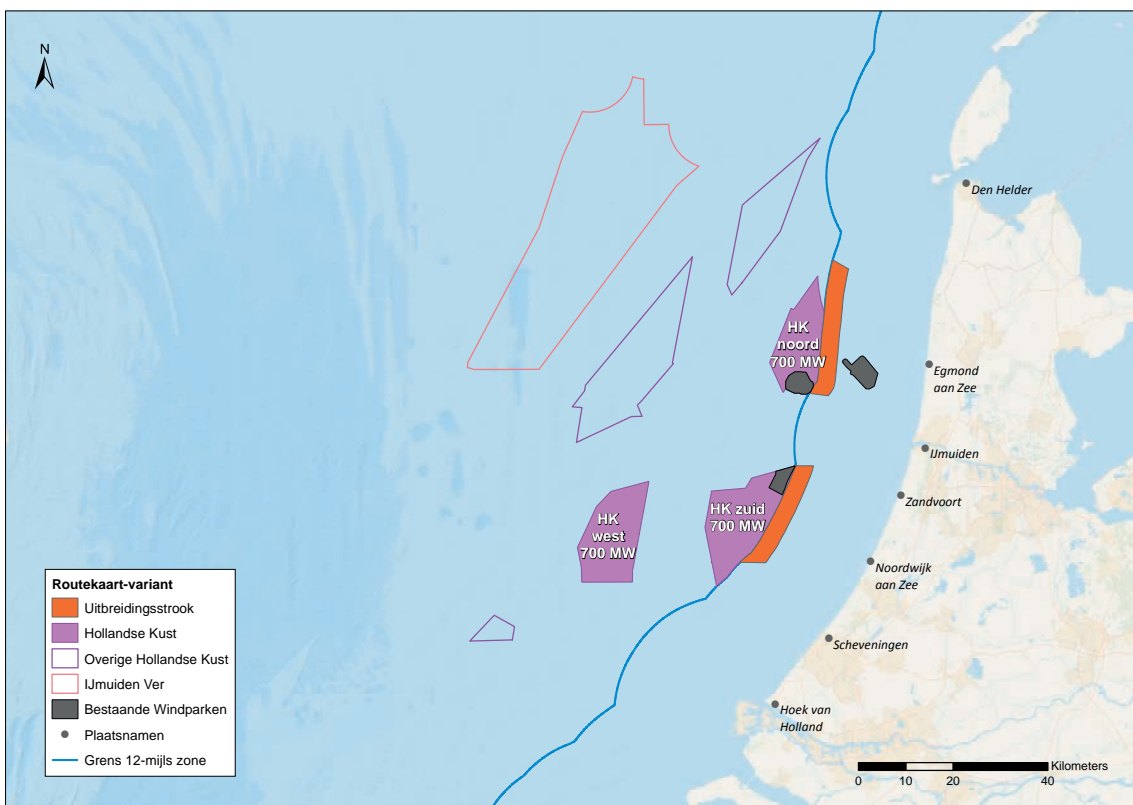 N
Den Helder
HK
noord
700 MW
Egmond
aan Zee
IJmuiden
Zandvoort
HK zuid
700 MW
HK
west
700 MW
Noordwijk
aan Zee
Scheveningen
Hoek van
Holland
Routekaart-variant
Uitbreidingsstrook
Hollandse Kust
Overige Hollandse Kust
IJmuiden Ver
Bestaande Windparken
Plaatsnamen
Grens 12-mijls zone
Kilometers
0 10 20 40